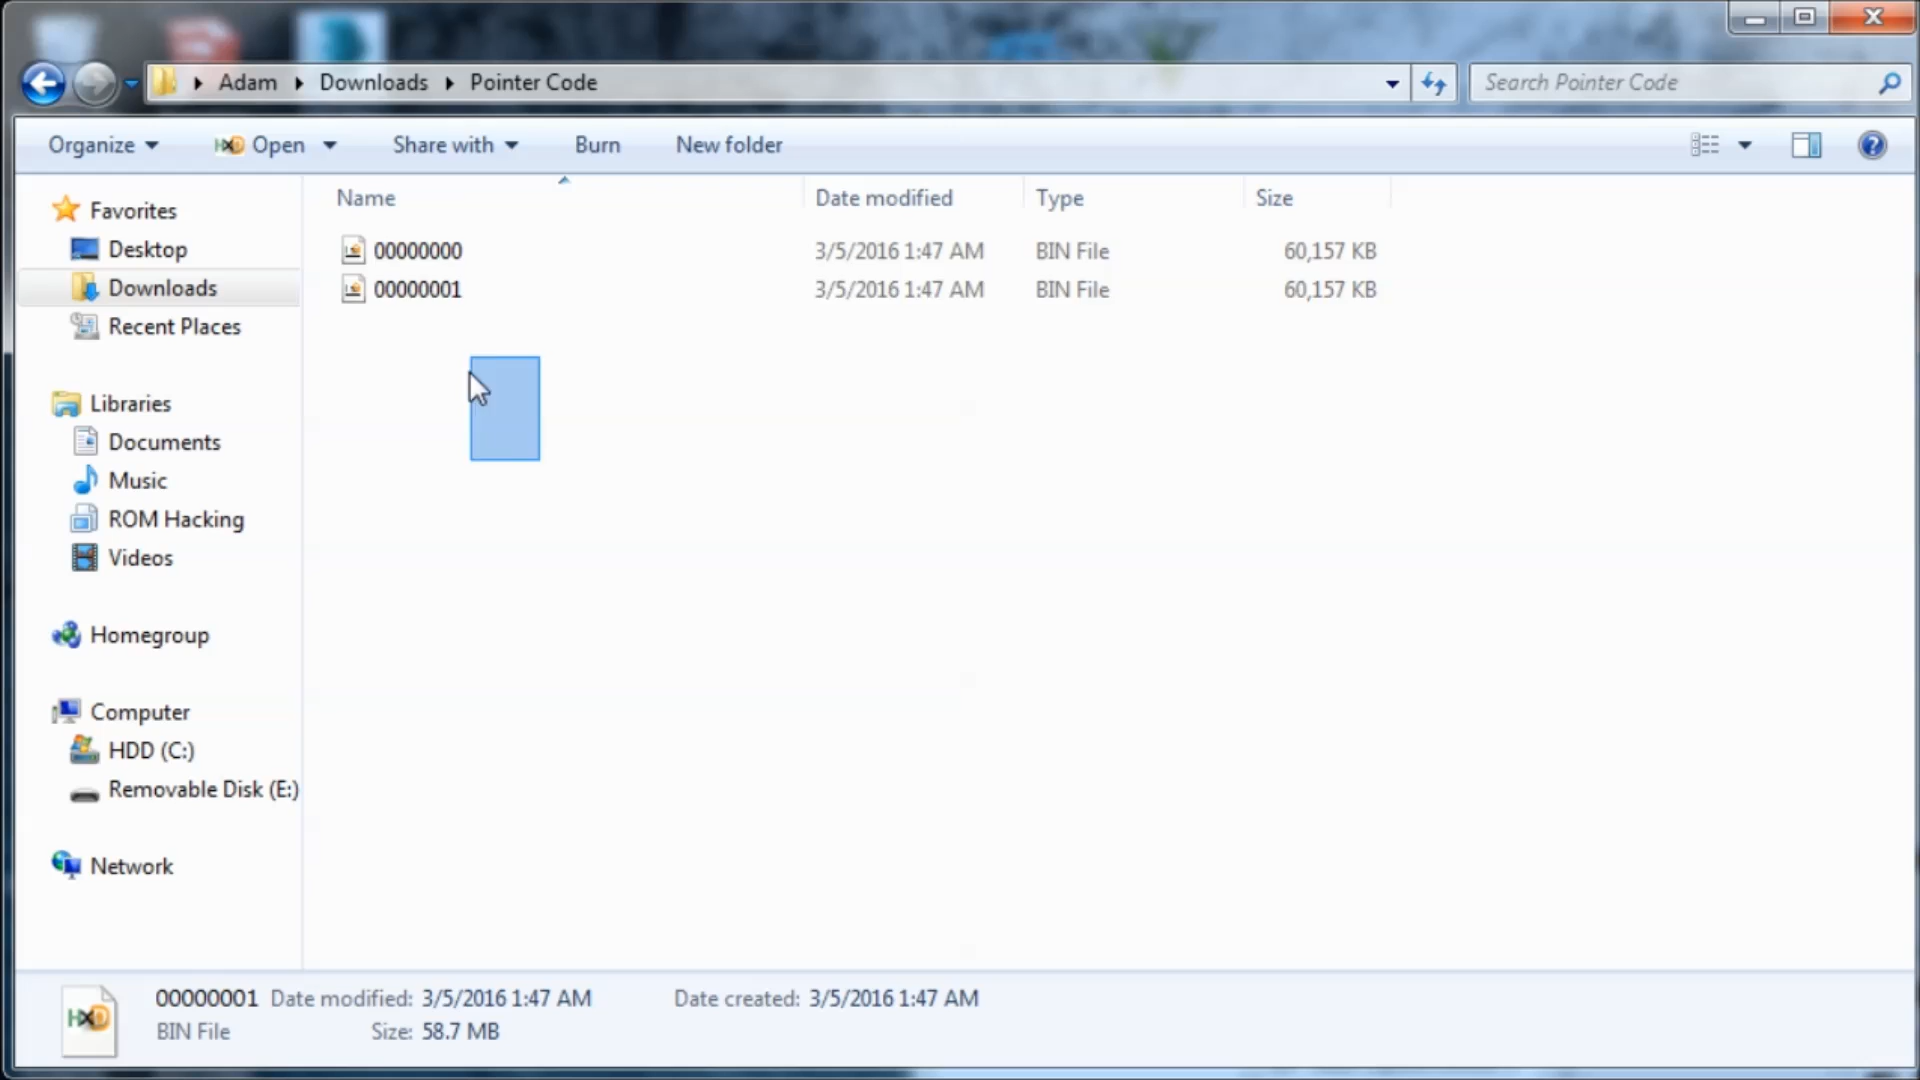 Adam Downloads Pointer Code
Search Pointer Code
Organize Open Share with Burn New folder
Name Date modified Type Size
00000000 3/5/2016 1:47 AM BIN File 60,157 KB
00000001 3/5/2016 1:47 AM BIN File 60,157 KB
Favorites
Desktop
Downloads
Recent Places
Libraries
Documents
Music
ROM Hacking
Videos
Homegroup
Computer
HDD (C:)
Removable Disk (E:)
Network
HXD
00000001 Date modified: 3/5/2016 1:47 AM Date created: 3/5/2016 1:47 AM
BIN File Size: 58.7 MB